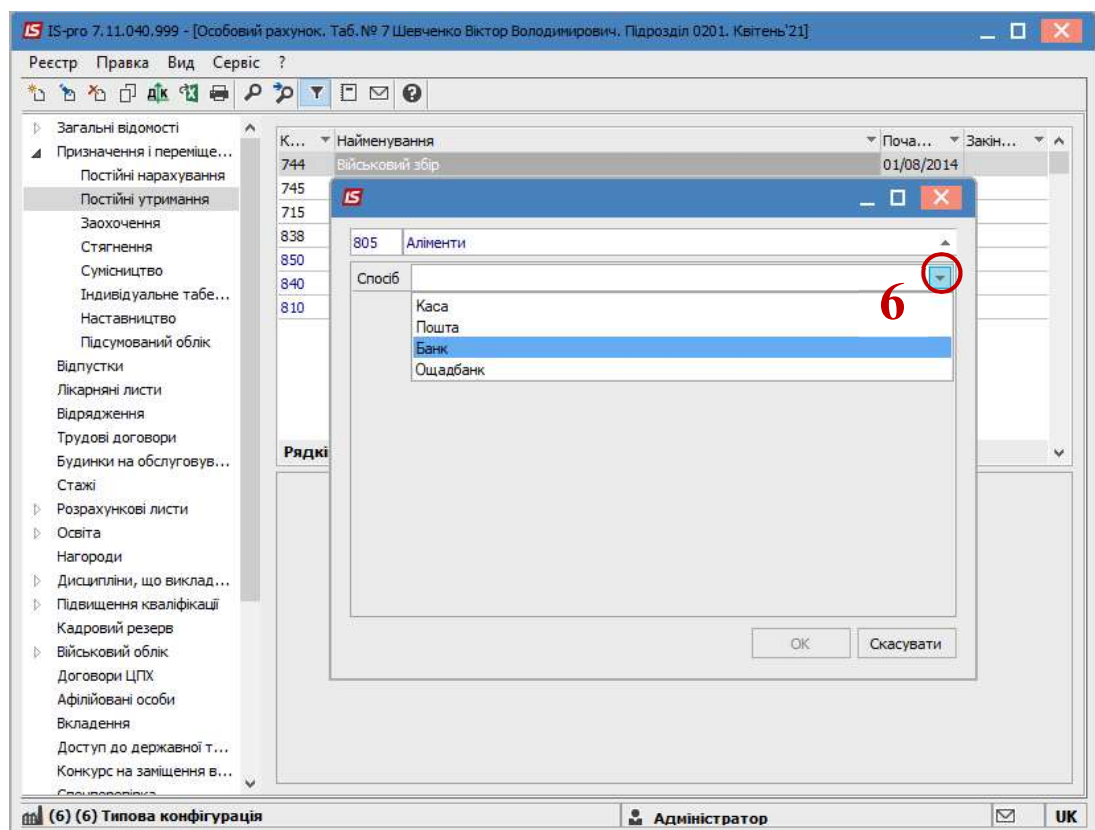 IS-pro 7.11.040.999 - [Особовий рахунок. Таб.№ 7 Шевченко Віктор Володимирович. Підрозділ 0201. Квітень'21]
Реєстр Правка Вид Сервіс ?
Загальні відомості
Призначення і переміще...
Постійні нарахування
Постійні утримання
Заохочення
Стягнення
Сумісництво
Індивідуальне табе...
Наставництво
Підсумований облік
Відпустки
Лікарняні листи
Відрядження
Трудові договори
Будинки на обслуговув...
Стажі
Розрахункові листи
Освіта
Нагороди
Дисципліни, що виклад...
Підвищення кваліфікації
Кадровий резерв
Військовий облік
Договори ЦПХ
Афілійовані особи
Вкладення
Доступ до державної т...
Конкурс на заміщення в...
Спецперевірка
К... Найменування Поча... Закін...
744 Військовий збір 01/08/2014
745
715
838
850
840
810
Рядкі
805 Аліменти
Спосіб
6
Каса
Пошта
Банк
Ощадбанк
OK Скасувати
(6) (6) Типова конфігурація Адміністратор UK